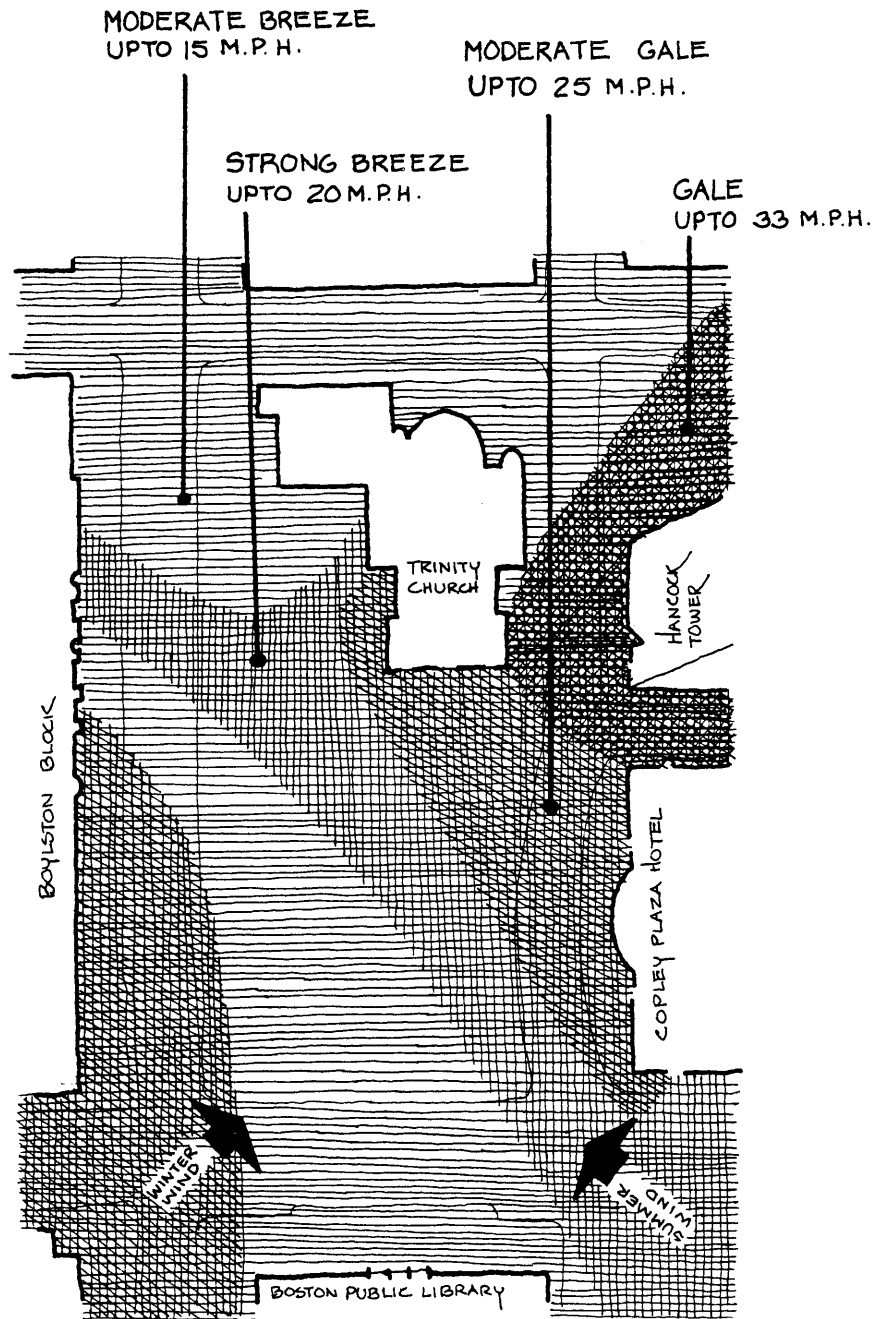 MODERATE BREEZE
UPTO 15 M.P.H.
MODERATE GALE
UPTO 25 M.P.H.
STRONG BREEZE
UPTO 20 M.P.H.
GALE
UPTO 33 M.P.H.
TRINITY
CHURCH
HANCOCK
TOWER
BOYLSTON BLOCK
COPLEY PLAZA HOTEL
WINTER
WIND
SUMMER
WIND
BOSTON PUBLIC LIBRARY